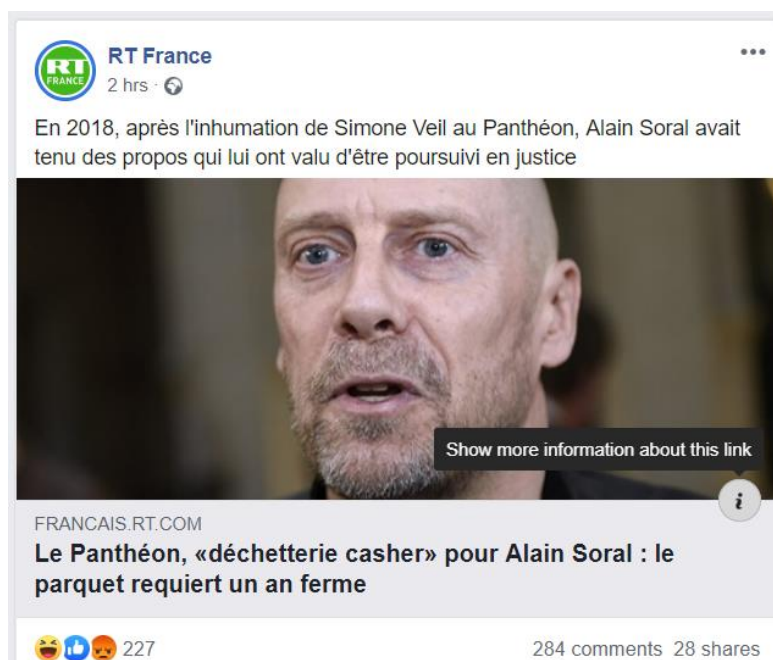 RT
FRANCE
RT France
2 hrs ·
En 2018, après l'inhumation de Simone Veil au Panthéon, Alain Soral avait
tenu des propos qui lui ont valu d'être poursuivi en justice
Show more information about this link
i
FRANCAIS.RT.COM
Le Panthéon, «déchetterie casher» pour Alain Soral : le
parquet requiert un an ferme
227
284 comments 28 shares